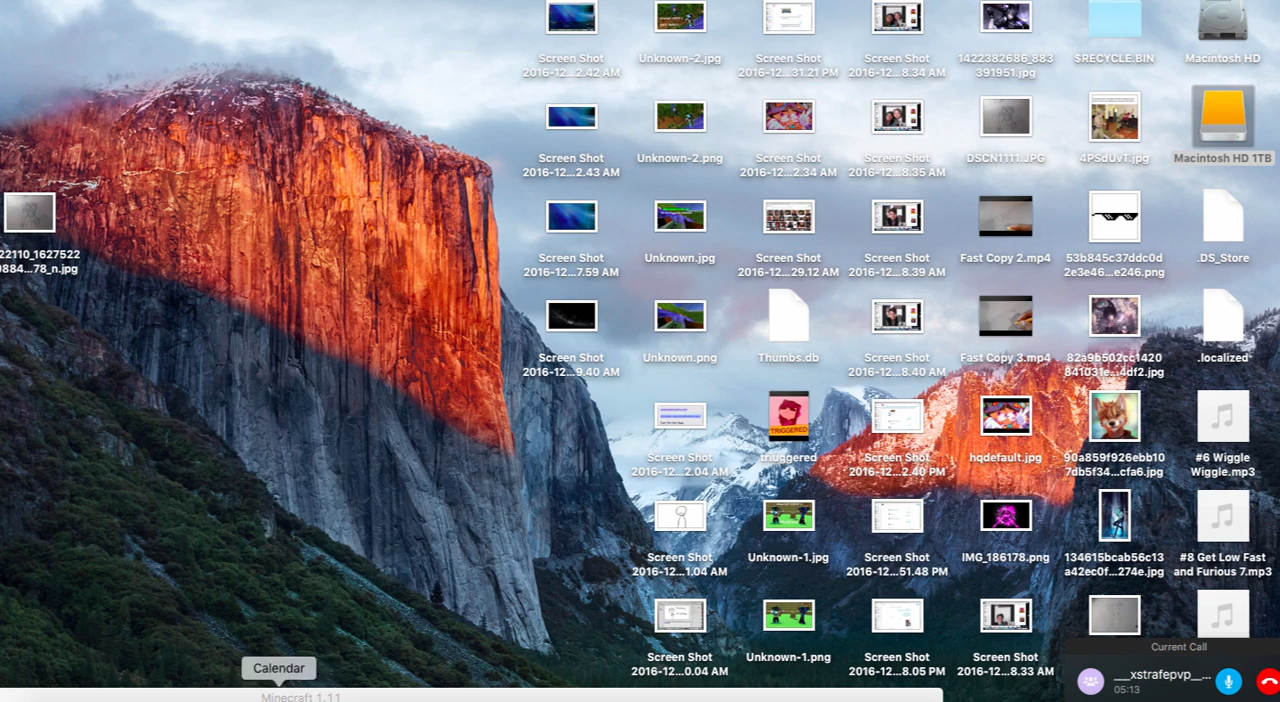 Screen Shot
2016-12...2.42 AM
Unknown-2.jpg
Screen Shot
2016-12...31.21 PM
Screen Shot
2016-12...8.34 AM
1422382686_883
391951.jpg
$RECYCLE.BIN
Macintosh HD
Screen Shot
2016-12...2.43 AM
Unknown-2.png
Screen Shot
2016-12...2.34 AM
Screen Shot
2016-12...8.35 AM
DSCN1111.JPG
4PSdUvT.jpg
Macintosh HD 1TB
22110_1627522
0884...78_n.jpg
Screen Shot
2016-12...7.59 AM
Unknown.jpg
Screen Shot
2016-12...29.12 AM
Screen Shot
2016-12...8.39 AM
Fast Copy 2.mp4
53b845c37ddc0d
2e3e46...e246.png
.DS_Store
Screen Shot
2016-12...9.40 AM
Unknown.png
Thumbs.db
Screen Shot
2016-12...8.40 AM
Fast Copy 3.mp4
82a9b502cc1420
841031e...4df2.jpg
.localized
Screen Shot
2016-12...2.04 AM
TRIGGERED
triuggered
Screen Shot
2016-12...2.40 PM
hqdefault.jpg
90a859f926ebb10
7db5f34...cfa6.jpg
#6 Wiggle
Wiggle.mp3
Screen Shot
2016-12...1.04 AM
Unknown-1.jpg
Screen Shot
2016-12...51.48 PM
IMG_186178.png
134615bcab56c13
a42ec0f...274e.jpg
#8 Get Low Fast
and Furious 7.mp3
Screen Shot
2016-12...0.04 AM
Unknown-1.png
Screen Shot
2016-12...8.05 PM
Screen Shot
2016-12...8.33 AM
Current Call
___xstrafepvp__...
05:13
Calendar
Minecraft 1.11